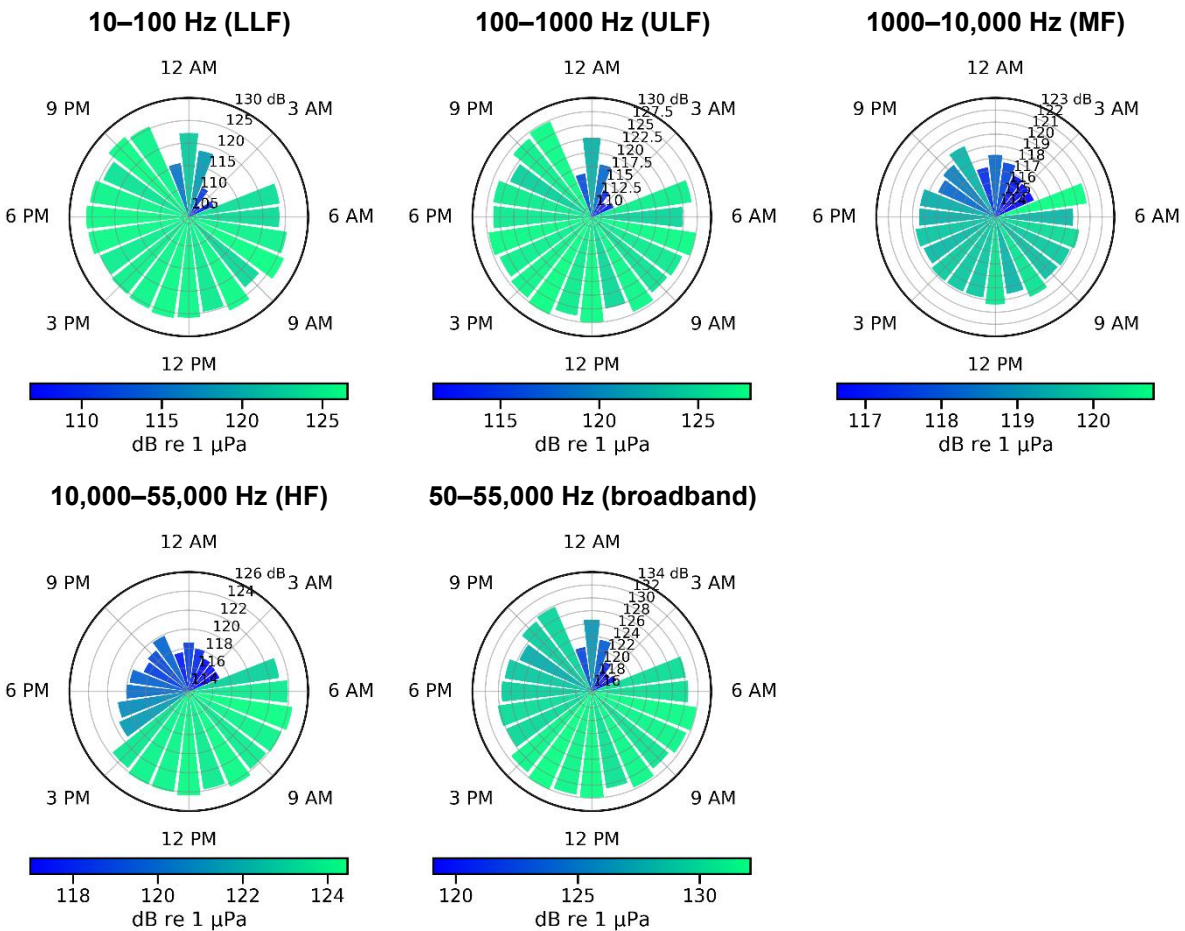 10–100 Hz (LLF)
100–1000 Hz (ULF)
1000–10,000 Hz (MF)
12 AM
12 AM
12 AM
9 PM
130 dB
3 AM
125
120
115
110
105
6 PM
6 AM
3 PM
9 AM
12 PM
9 PM
130 dB
3 AM
127.5
125
122.5
120
117.5
115
112.5
110
6 PM
6 AM
3 PM
9 AM
12 PM
9 PM
123 dB
3 AM
122
121
120
119
118
117
116
115
114
6 PM
6 AM
3 PM
9 AM
12 PM
110 115 120 125
dB re 1 μPa
115 120 125
dB re 1 μPa
117 118 119 120
dB re 1 μPa
10,000–55,000 Hz (HF)
50–55,000 Hz (broadband)
12 AM
12 AM
9 PM
126 dB
3 AM
124
122
120
118
116
114
6 PM
6 AM
3 PM
9 AM
12 PM
9 PM
134 dB
3 AM
132
130
128
126
124
122
120
118
116
6 PM
6 AM
3 PM
9 AM
12 PM
118 120 122 124
dB re 1 μPa
120 125 130
dB re 1 μPa